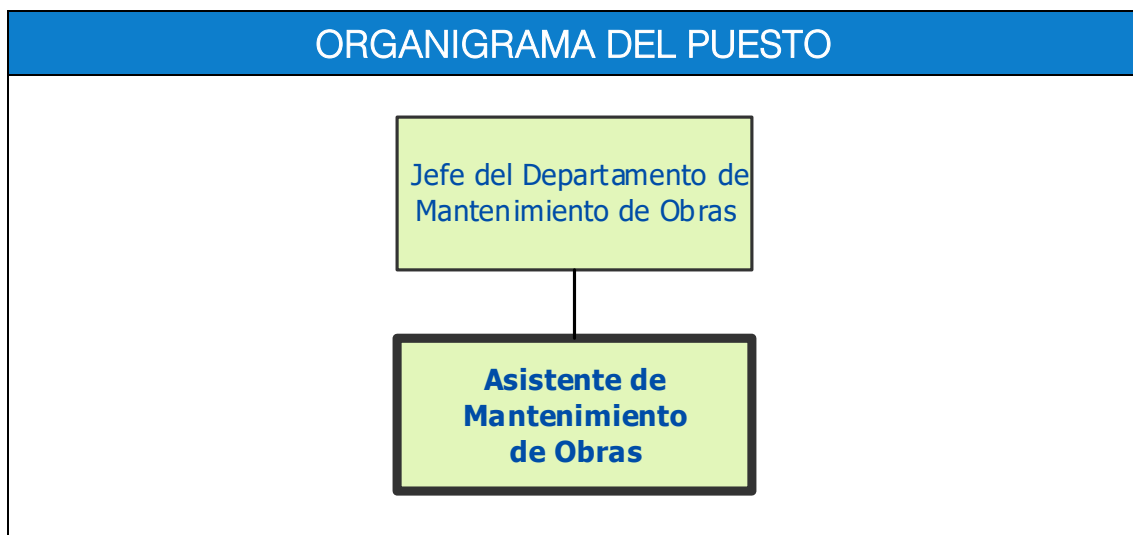 ORGANIGRAMA DEL PUESTO
Jefe del Departamento de
Mantenimiento de Obras
Asistente de
Mantenimiento
de Obras